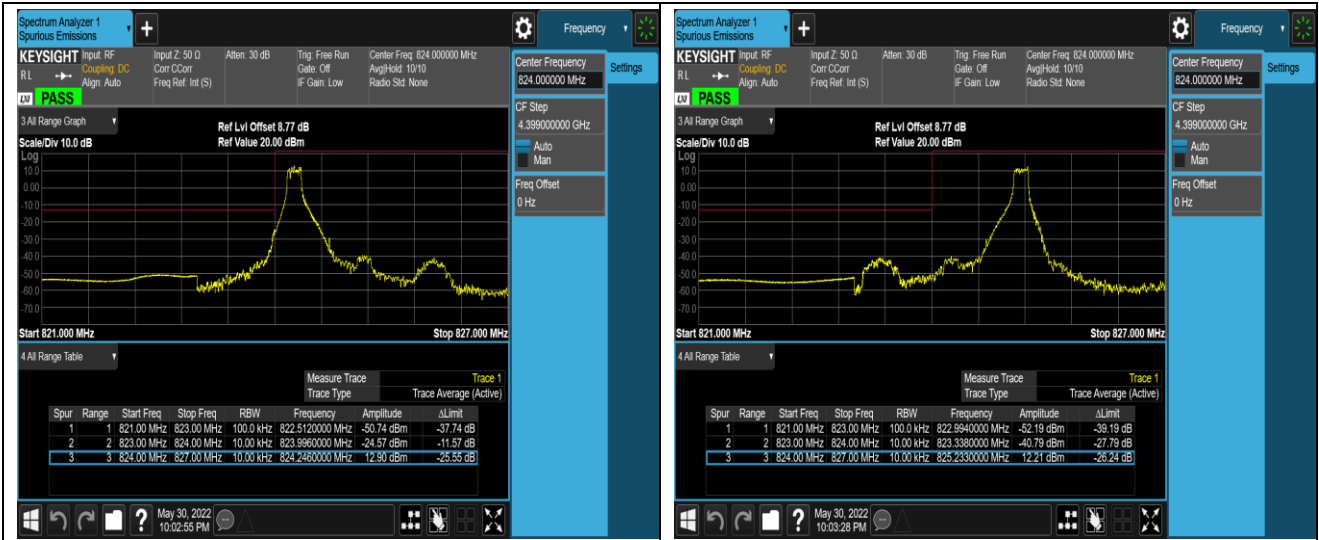 Spectrum Analyzer 1
Spurious Emissions
Frequency
KEYSIGHT Input: RF Input Z: 50 Ω Atten: 30 dB Trig: Free Run Center Freq: 824.000000 MHz
Coupling: DC Corr CCorr Gate: Off Avg|Hold: 10/10
R L Align: Auto Freq Ref: Int (S) IF Gain: Low Radio Std: None
LXI PASS
Center Frequency
824.000000 MHz
Settings
CF Step
4.399000000 GHz
Auto
Man
Freq Offset
0 Hz
3 All Range Graph
Ref Lvl Offset 8.77 dB
Scale/Div 10.0 dB Ref Value 20.00 dBm
Log
10.0
0.00
-10.0
-20.0
-30.0
-40.0
-50.0
-60.0
-70.0
Start 821.000 MHz Stop 827.000 MHz
4 All Range Table
Measure Trace Trace 1
Trace Type Trace Average (Active)
Spur Range Start Freq Stop Freq RBW Frequency Amplitude ΔLimit
1 1 821.00 MHz 823.00 MHz 100.0 kHz 822.5120000 MHz -50.74 dBm -37.74 dB
2 2 823.00 MHz 824.00 MHz 10.00 kHz 823.9960000 MHz -24.57 dBm -11.57 dB
3 3 824.00 MHz 827.00 MHz 10.00 kHz 824.2460000 MHz 12.90 dBm -25.55 dB
May 30, 2022
10:02:55 PM
Spectrum Analyzer 1
Spurious Emissions
Frequency
KEYSIGHT Input: RF Input Z: 50 Ω Atten: 30 dB Trig: Free Run Center Freq: 824.000000 MHz
Coupling: DC Corr CCorr Gate: Off Avg|Hold: 10/10
R L Align: Auto Freq Ref: Int (S) IF Gain: Low Radio Std: None
LXI PASS
Center Frequency
824.000000 MHz
Settings
CF Step
4.399000000 GHz
Auto
Man
Freq Offset
0 Hz
3 All Range Graph
Ref Lvl Offset 8.77 dB
Scale/Div 10.0 dB Ref Value 20.00 dBm
Log
10.0
0.00
-10.0
-20.0
-30.0
-40.0
-50.0
-60.0
-70.0
Start 821.000 MHz Stop 827.000 MHz
4 All Range Table
Measure Trace Trace 1
Trace Type Trace Average (Active)
Spur Range Start Freq Stop Freq RBW Frequency Amplitude ΔLimit
1 1 821.00 MHz 823.00 MHz 100.0 kHz 822.9940000 MHz -52.19 dBm -39.19 dB
2 2 823.00 MHz 824.00 MHz 10.00 kHz 823.3380000 MHz -40.79 dBm -27.79 dB
3 3 824.00 MHz 827.00 MHz 10.00 kHz 825.2330000 MHz 12.21 dBm -26.24 dB
May 30, 2022
10:03:28 PM